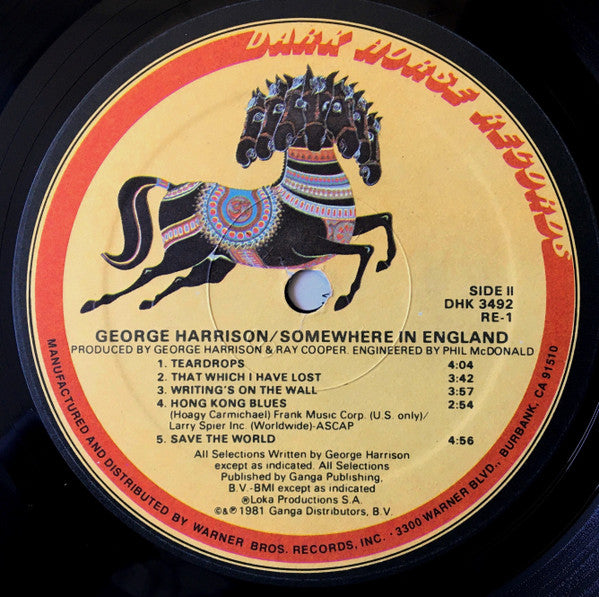 DARK HORSE RECORDS
SIDE II
DHK 3492
RE-1
GEORGE HARRISON/SOMEWHERE IN ENGLAND
PRODUCED BY GEORGE HARRISON & RAY COOPER. ENGINEERED BY PHIL McDONALD
1. TEARDROPS 4:04
2. THAT WHICH I HAVE LOST 3:42
3. WRITING'S ON THE WALL 3:57
4. HONG KONG BLUES 2:54
(Hoagy Carmichael) Frank Music Corp. (U.S. only)/
Larry Spier Inc. (Worldwide)-ASCAP
5. SAVE THE WORLD 4:56
All Selections Written by George Harrison
except as indicated. All Selections
Published by Ganga Publishing,
B.V.-BMI except as indicated
℗Loka Productions S.A.
©&℗1981 Ganga Distributors, B.V.
MANUFACTURED AND DISTRIBUTED BY WARNER BROS. RECORDS, INC. · 3300 WARNER BLVD., BURBANK, CA 91510